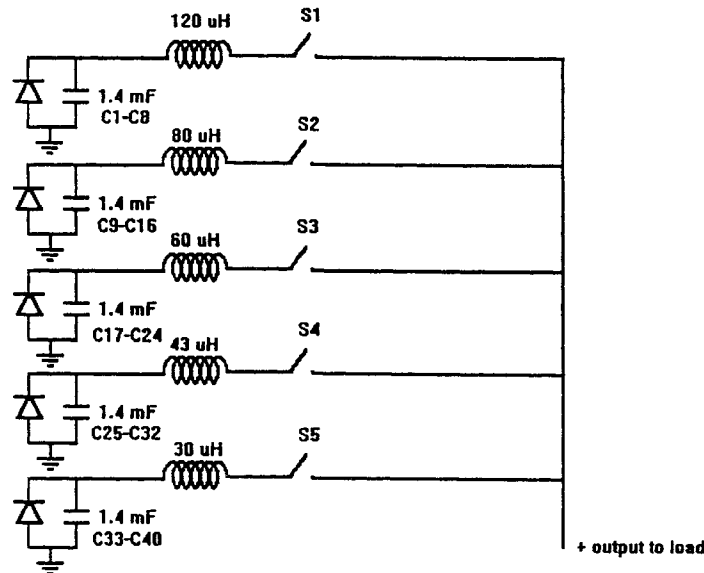 120 uH
S1
1.4 mF
C1-C8
80 uH
S2
1.4 mF
C9-C16
60 uH
S3
1.4 mF
C17-C24
43 uH
S4
1.4 mF
C25-C32
30 uH
S5
1.4 mF
C33-C40
+ output to load